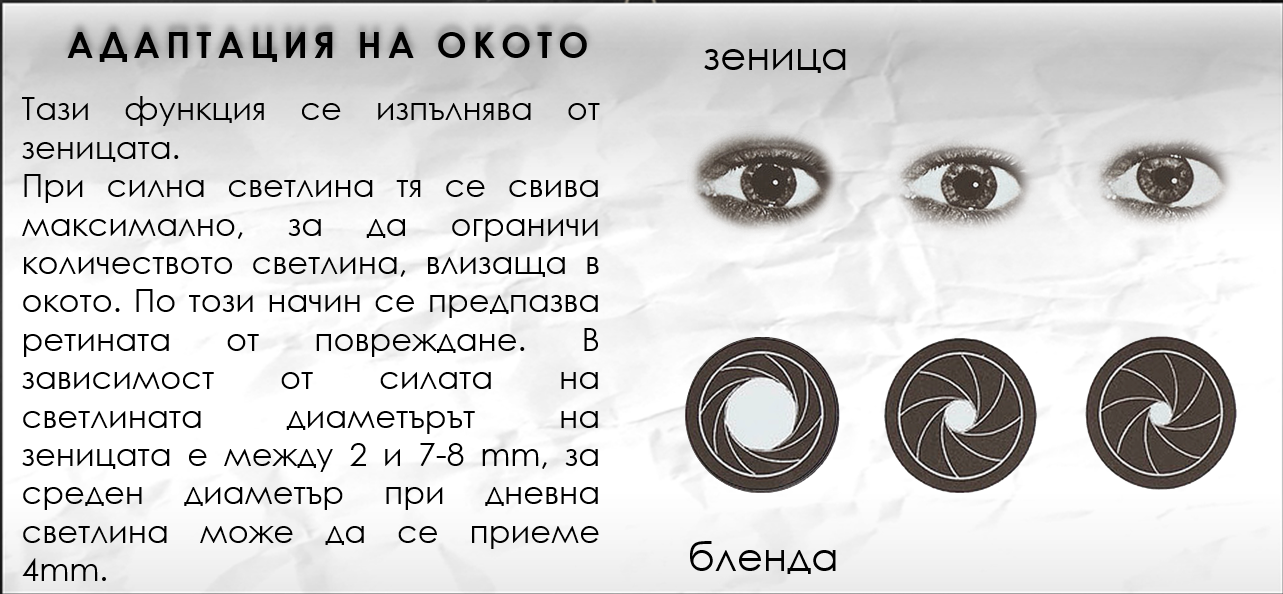 АДАПТАЦИЯ НА ОКОТО
зеница
Тази функция се изпълнява от
зеницата.
При силна светлина тя се свива
максимално, за да ограничи
количеството светлина, влизаща в
окото. По този начин се предпазва
ретината от повреждане. В
зависимост от силата на
светлината диаметърът на
зеницата е между 2 и 7-8 mm, за
среден диаметър при дневна
светлина може да се приеме
4mm.
бленда